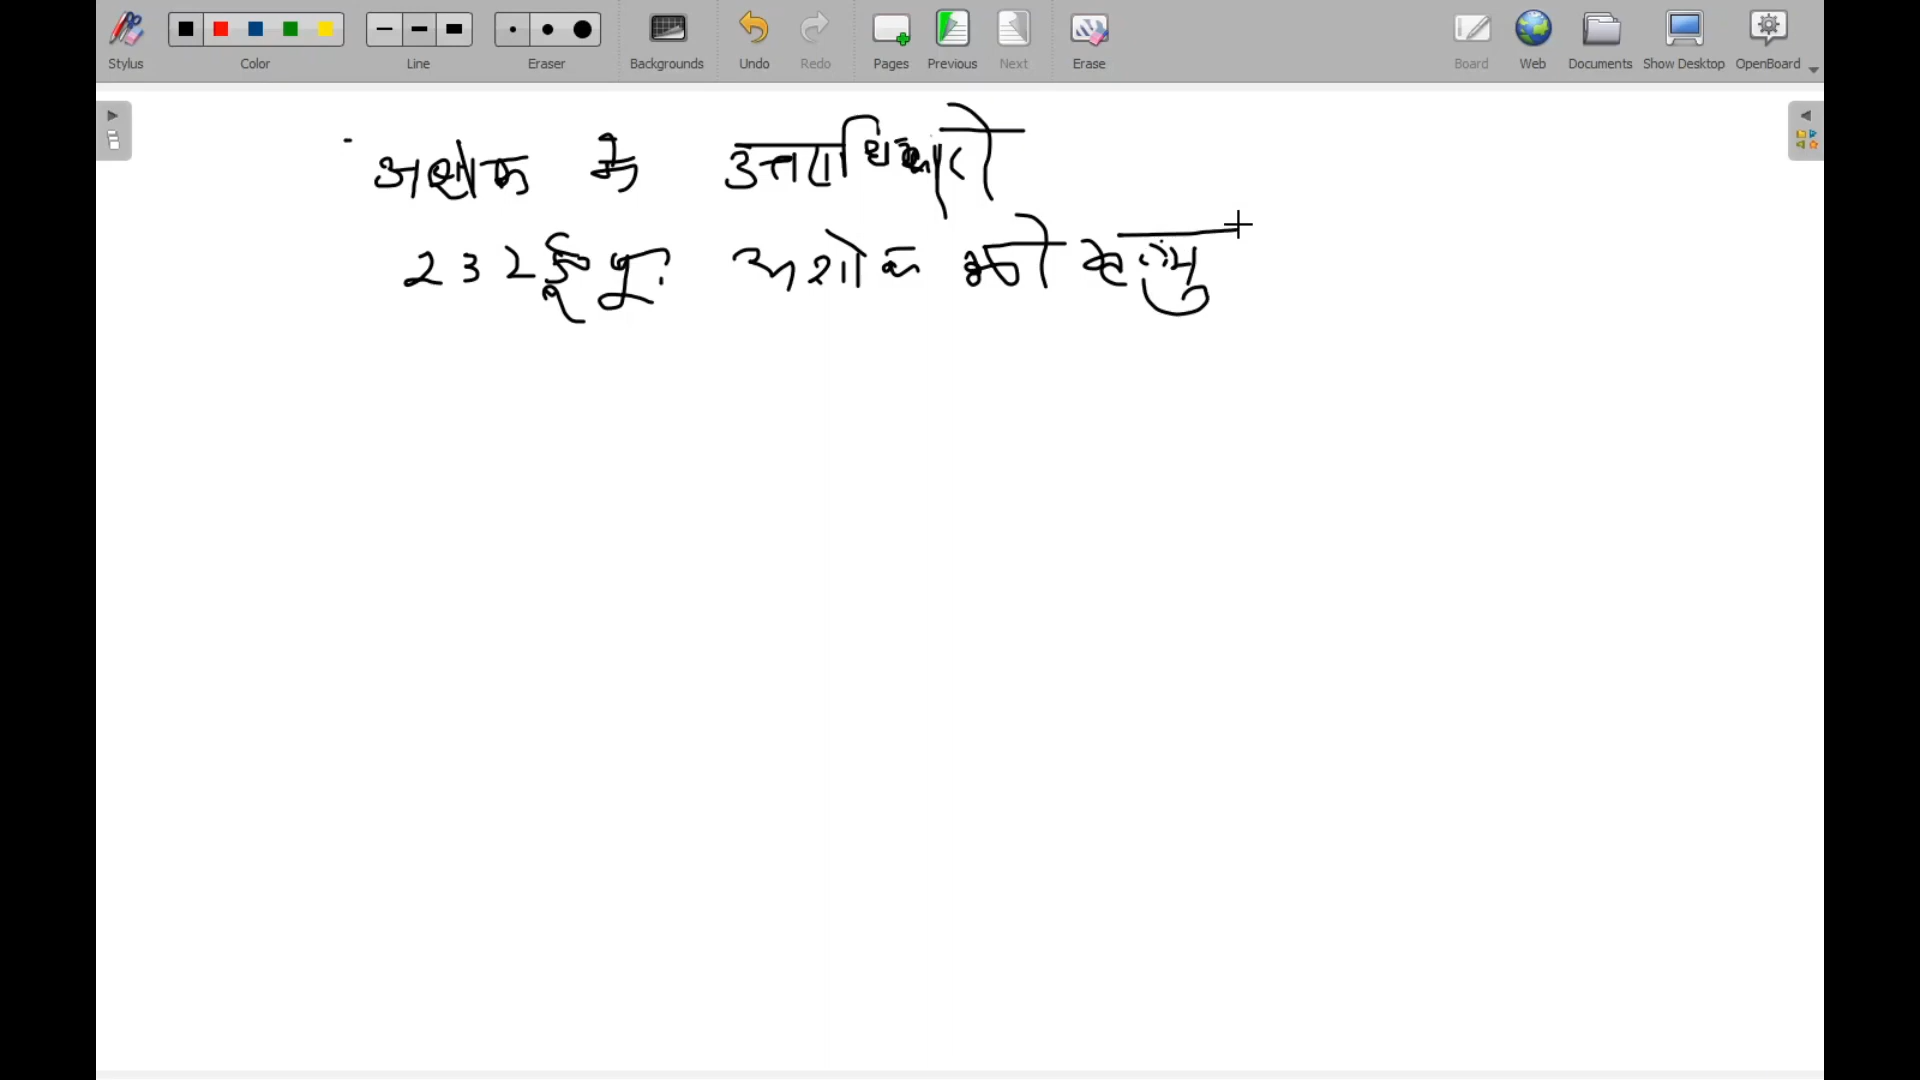 Stylus Color Line Eraser Backgrounds Undo Redo Pages Previous Next Erase Board Web Documents Show Desktop OpenBoard
अशोक के उत्तराधिकारी
232 ई पू. अशोक की मृत्यु